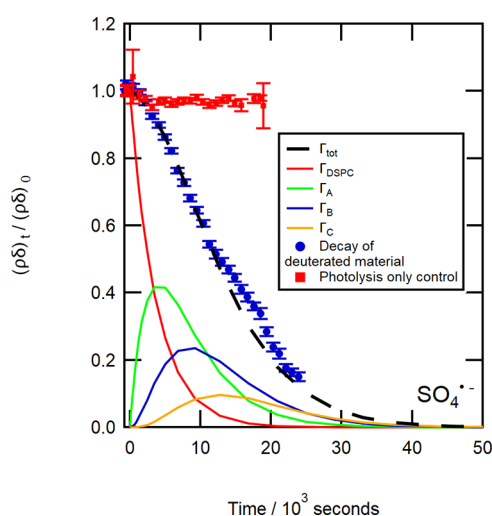 1.2
1.0
0.8
0.6
0.4
0.2
0.0
(ρδ)t / (ρδ)0
Γtot
ΓDSPC
ΓA
ΓB
ΓC
Decay of
deuterated material
Photolysis only control
SO4•-
0 10 20 30 40 50
Time / 10³ seconds